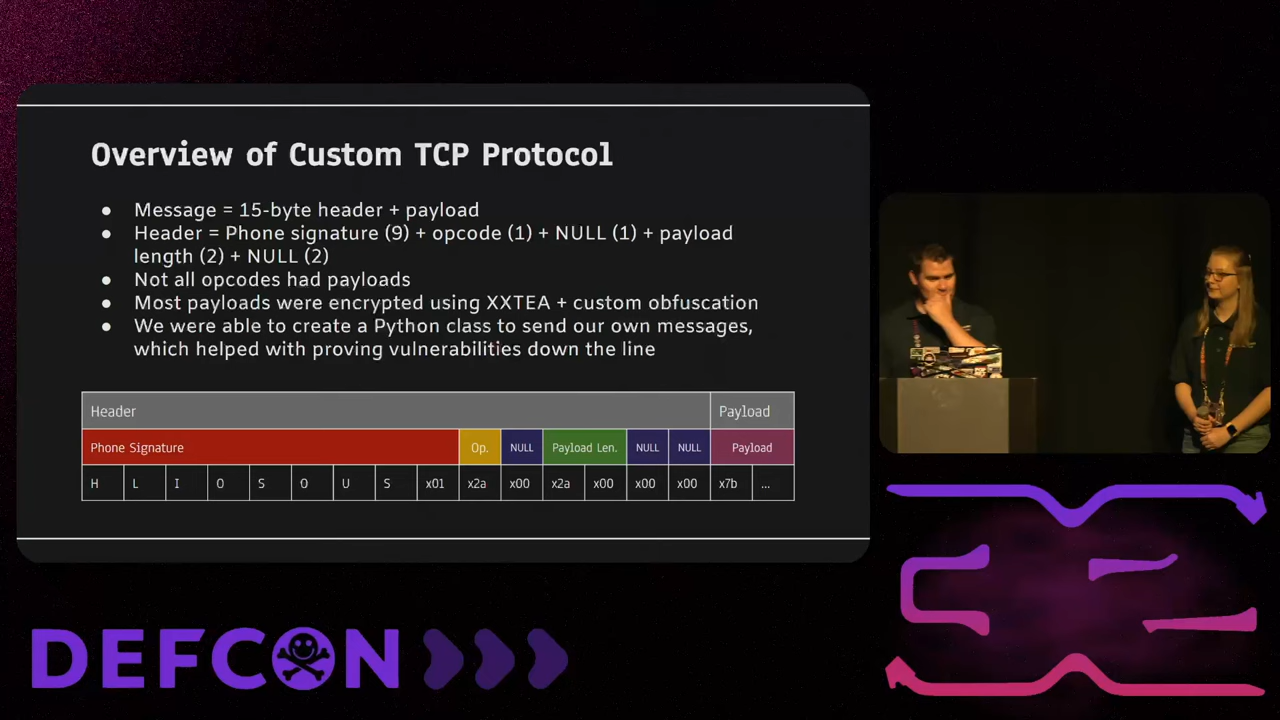 Overview of Custom TCP Protocol
● Message = 15-byte header + payload
● Header = Phone signature (9) + opcode (1) + NULL (1) + payload
length (2) + NULL (2)
● Not all opcodes had payloads
● Most payloads were encrypted using XXTEA + custom obfuscation
● We were able to create a Python class to send our own messages,
which helped with proving vulnerabilities down the line
Header Payload
Phone Signature Op. NULL Payload Len. NULL NULL Payload
H L I O S O U S x01 x2a x00 x2a x00 x00 x00 x7b ...
DEFCON